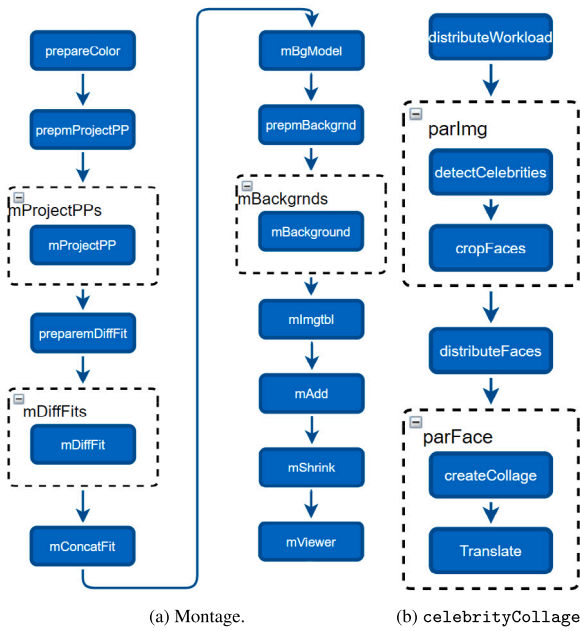 prepareColor
prepmProjectPP
mProjectPPs
mProjectPP
preparemDiffFit
mDiffFits
mDiffFit
mConcatFit
mBgModel
prepmBackgrnd
mBackgrnds
mBackground
mImgtbl
mAdd
mShrink
mViewer
(a) Montage.
distributeWorkload
parImg
detectCelebrities
cropFaces
distributeFaces
parFace
createCollage
Translate
(b) celebrityCollage